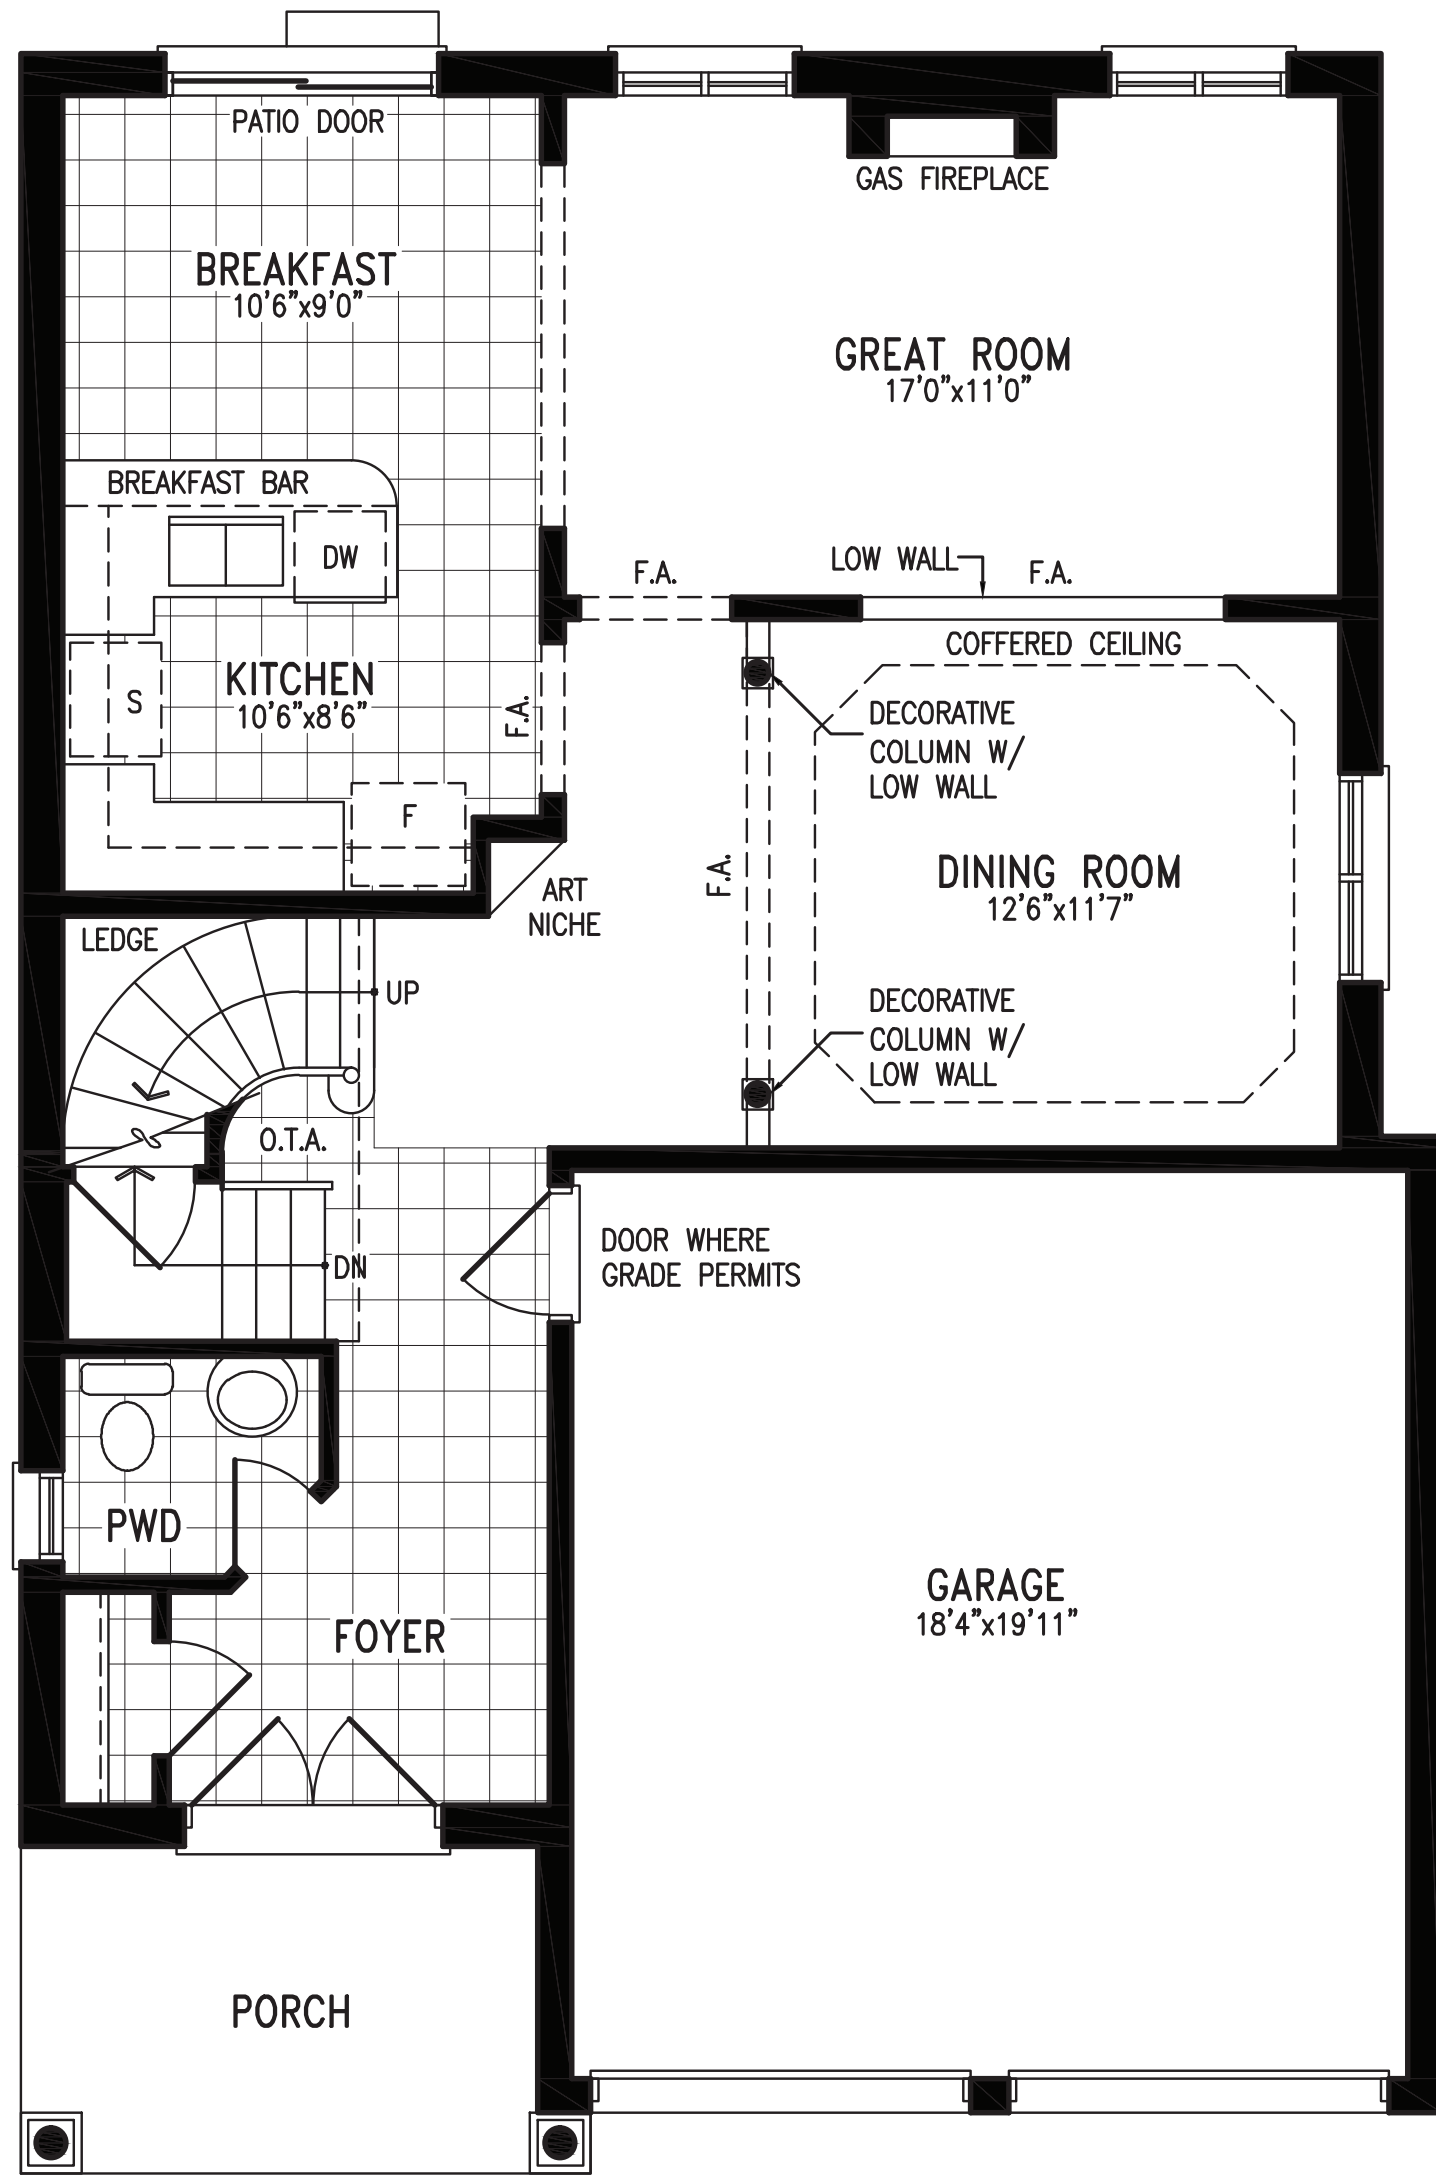 PATIO DOOR
GAS FIREPLACE
BREAKFAST
10'6"x9'0"
GREAT ROOM
17'0"x11'0"
BREAKFAST BAR
DW
F.A.
LOW WALL
F.A.
COFFERED CEILING
KITCHEN
10'6"x8'6"
S
F.A.
DECORATIVE
COLUMN W/
LOW WALL
F
F.A.
DINING ROOM
12'6"x11'7"
ART
NICHE
LEDGE
UP
DECORATIVE
COLUMN W/
LOW WALL
O.T.A.
DOOR WHERE
GRADE PERMITS
DN
PWD
GARAGE
18'4"x19'11"
FOYER
PORCH